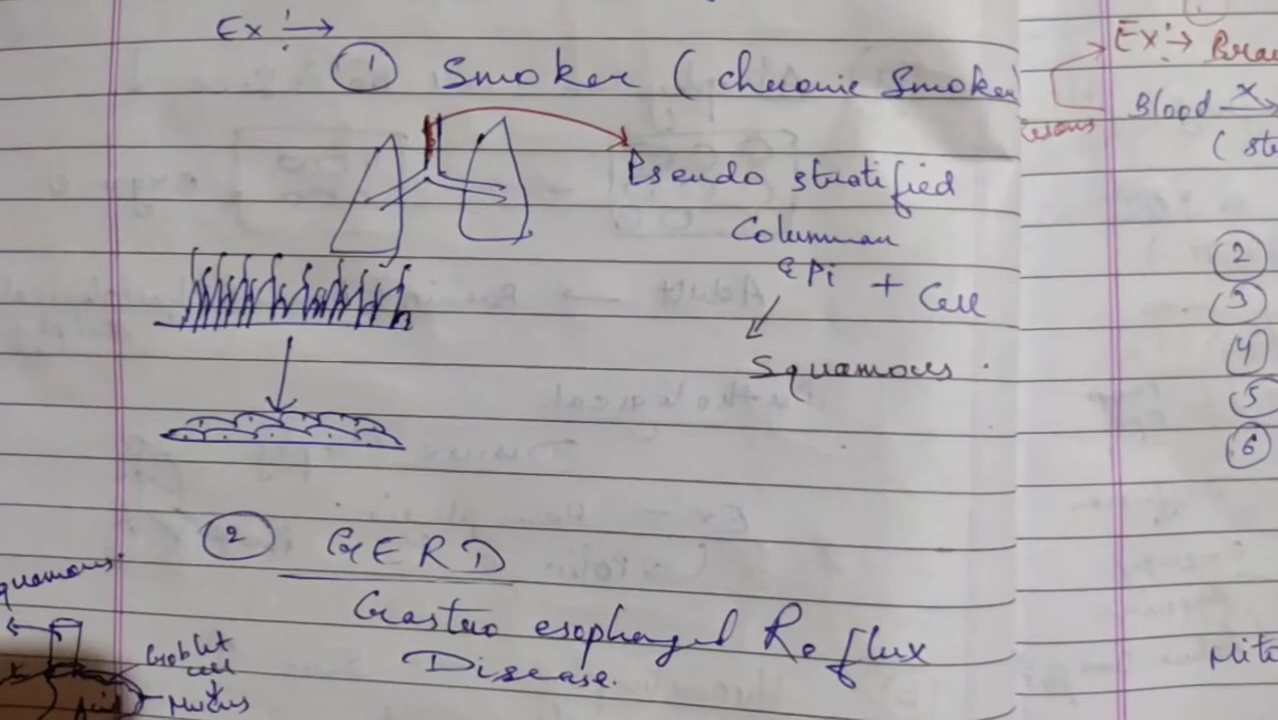 Ex :→
① Smoker (chronic Smoker
Pseudo stratified
Columnar
Epi + Cell
Squamous.
② GERD
Gastro esophageal Reflux
Disease.
quamous
Goblet
cell
Mucus
Ex :→
Blood
②
③
④
⑤
⑥